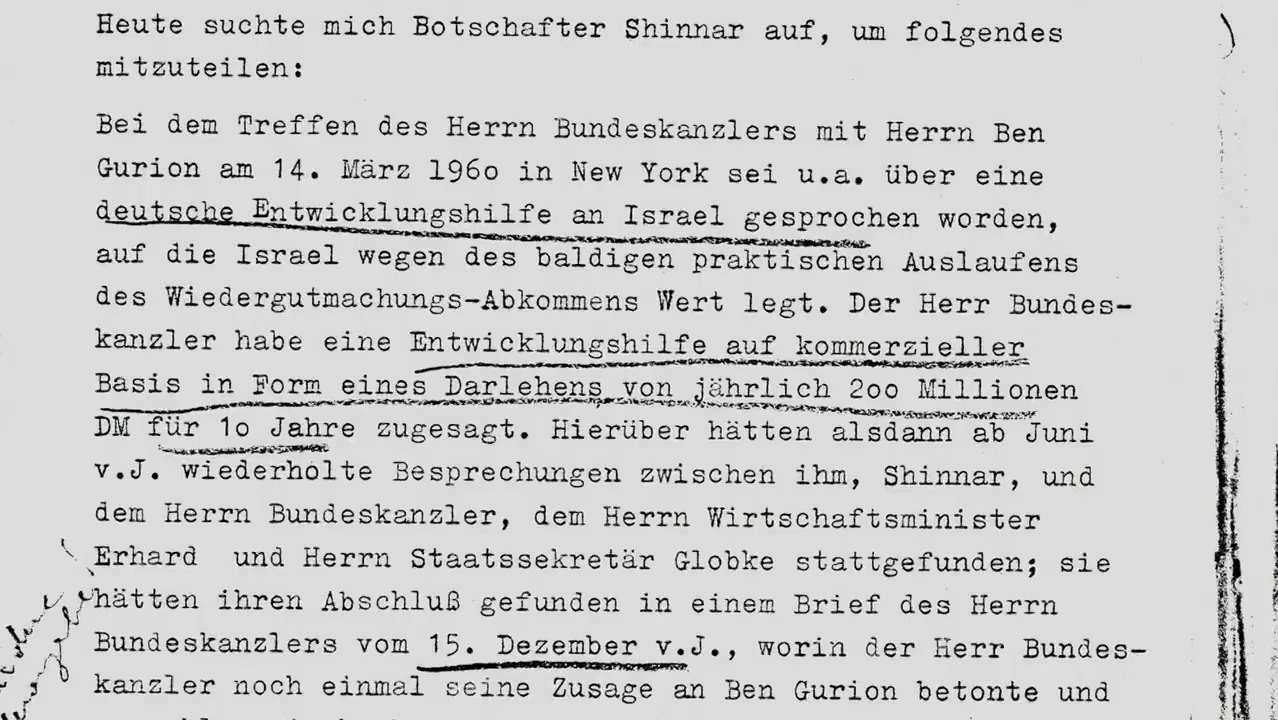 Heute suchte mich Botschafter Shinnar auf, um folgendes
mitzuteilen:
Bei dem Treffen des Herrn Bundeskanzlers mit Herrn Ben
Gurion am 14. März 196o in New York sei u.a. über eine
deutsche Entwicklungshilfe an Israel gesprochen worden,
auf die Israel wegen des baldigen praktischen Auslaufens
des Wiedergutmachungs-Abkommens Wert legt. Der Herr Bundes-
kanzler habe eine Entwicklungshilfe auf kommerzieller
Basis in Form eines Darlehens von jährlich 2oo Millionen
DM für 1o Jahre zugesagt. Hierüber hätten alsdann ab Juni
v.J. wiederholte Besprechungen zwischen ihm, Shinnar, und
dem Herrn Bundeskanzler, dem Herrn Wirtschaftsminister
Erhard und Herrn Staatssekretär Globke stattgefunden; sie
hätten ihren Abschluß gefunden in einem Brief des Herrn
Bundeskanzlers vom 15. Dezember v.J., worin der Herr Bundes-
kanzler noch einmal seine Zusage an Ben Gurion betonte und